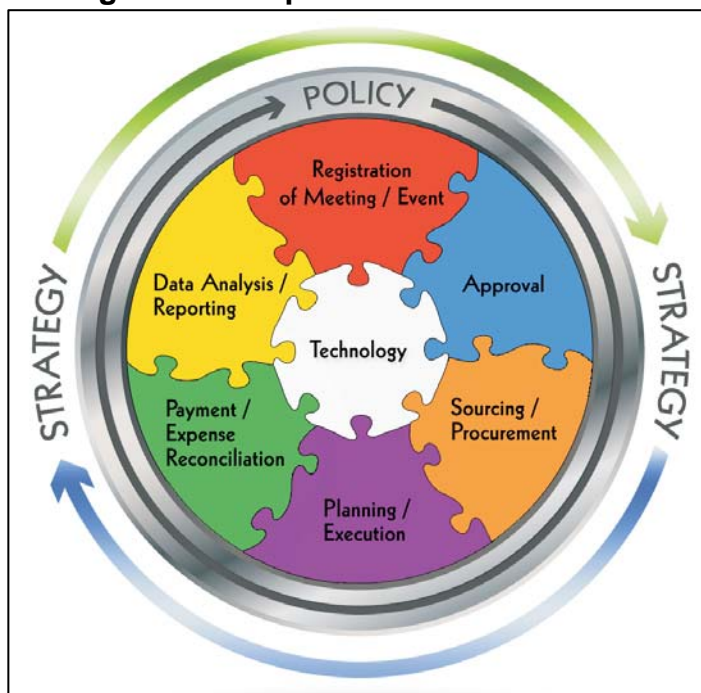 POLICY
STRATEGY
STRATEGY
Registration
of Meeting / Event
Approval
Sourcing /
Procurement
Planning /
Execution
Payment /
Expense
Reconciliation
Data Analysis /
Reporting
Technology